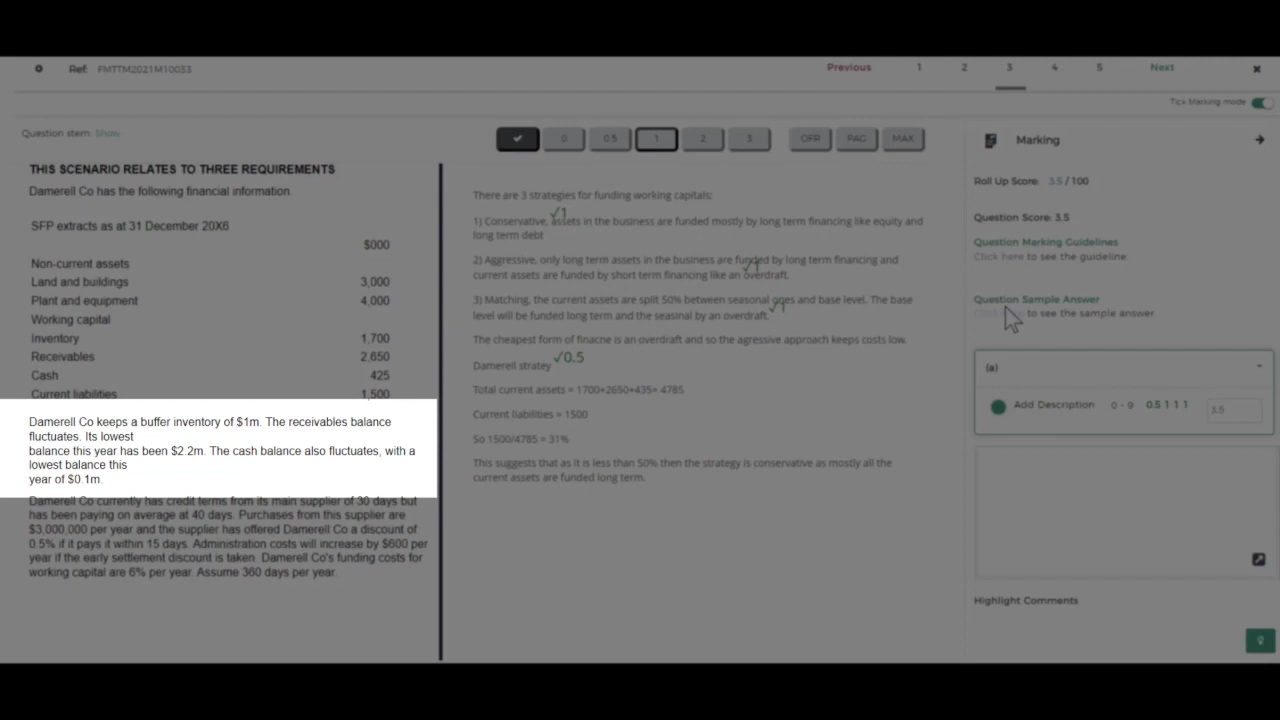 Ref: FMTTM2021M10033
Previous 1 2 3 4 5 Next
Tick Marking mode
Question stem: Show
0 0.5 1 2 3 OFR PAG MAX
THIS SCENARIO RELATES TO THREE REQUIREMENTS
Damerell Co has the following financial information.
SFP extracts as at 31 December 20X6
$000
Non-current assets
Land and buildings 3,000
Plant and equipment 4,000
Working capital
Inventory 1,700
Receivables 2,650
Cash 425
Current liabilities 1,500
Damerell Co keeps a buffer inventory of $1m. The receivables balance
fluctuates. Its lowest
balance this year has been $2.2m. The cash balance also fluctuates, with a
lowest balance this
year of $0.1m.
Damerell Co currently has credit terms from its main supplier of 30 days but
has been paying on average at 40 days. Purchases from this supplier are
$3,000,000 per year and the supplier has offered Damerell Co a discount of
0.5% if it pays it within 15 days. Administration costs will increase by $600 per
year if the early settlement discount is taken. Damerell Co's funding costs for
working capital are 6% per year. Assume 360 days per year.
There are 3 strategies for funding working capitals:
1) Conservative, assets in the business are funded mostly by long term financing like equity and
long term debt
√1
2) Aggressive, only long term assets in the business are funded by long term financing and
current assets are funded by short term financing like an overdraft.
√1
3) Matching, the current assets are split 50% between seasonal ones and base level. The base
level will be funded long term and the seasinal by an overdraft.
√1
The cheapest form of finacne is an overdraft and so the agressive approach keeps costs low.
√0.5
Damerell stratey
Total current assets = 1700+2650+435= 4785
Current liabilities = 1500
So 1500/4785 = 31%
This suggests that as it is less than 50% then the strategy is conservative as mostly all the
current assets are funded long term.
Marking
Roll Up Score: 3.5 / 100
Question Score: 3.5
Question Marking Guidelines
Click here to see the guideline
Question Sample Answer
to see the sample answer
(a)
Add Description 0 - 9 0.5 1 1 1 3.5
Highlight Comments